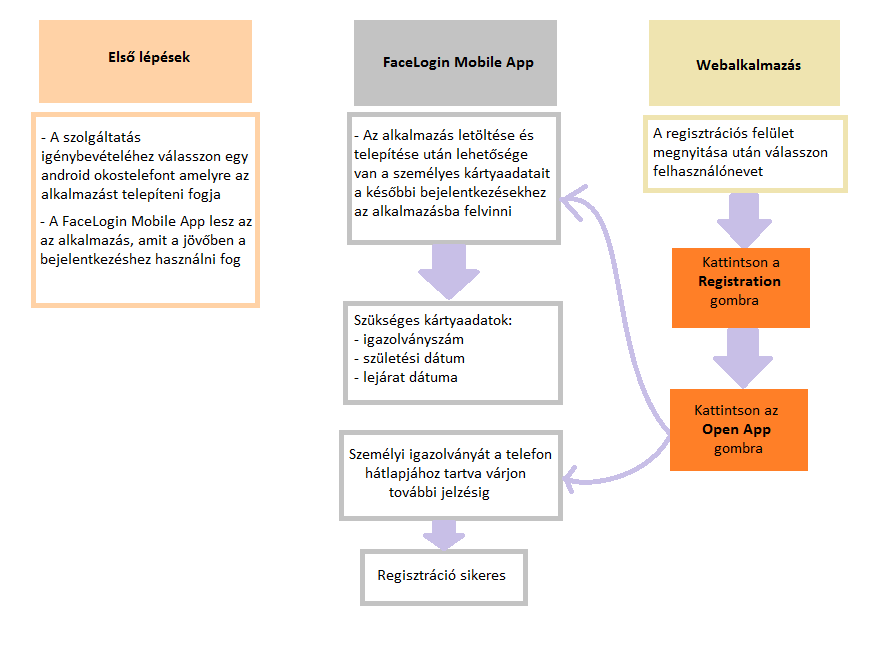 Első lépések
- A szolgáltatás
igénybevételéhez válasszon egy
android okostelefont amelyre az
alkalmazást telepíteni fogja
- A FaceLogin Mobile App lesz az
az alkalmazás, amit a jövőben a
bejelentkezéshez használni fog
FaceLogin Mobile App
- Az alkalmazás letöltése és
telepítése után lehetősége
van a személyes kártyaadatait
a későbbi bejelentkezésekhez
az alkalmazásba felvinni
Szükséges kártyaadatok:
- igazolványszám
- születési dátum
- lejárat dátuma
Személyi igazolványát a telefon
hátlapjához tartva várjon
további jelzésig
Regisztráció sikeres
Webalkalmazás
A regisztrációs felület
megnyitása után válasszon
felhasználónevet
Kattintson a
Registration
gombra
Kattintson az
Open App
gombra